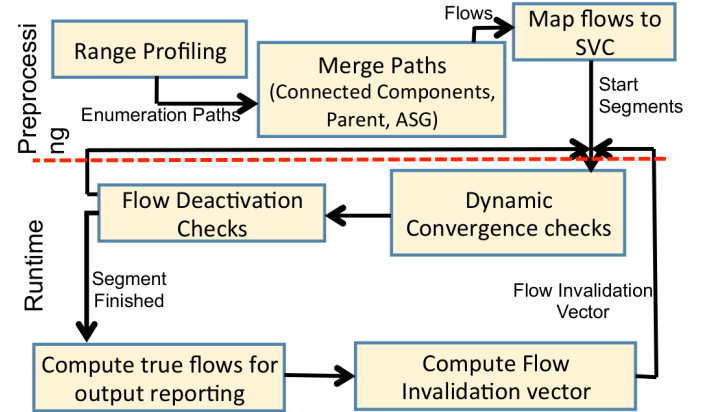 Preprocessi
ng
Range Profiling
Enumeration Paths
Merge Paths
(Connected Components,
Parent, ASG)
Flows
Map flows to
SVC
Start
Segments
Runtime
Flow Deactivation
Checks
Dynamic
Convergence checks
Segment
Finished
Flow Invalidation
Vector
Compute true flows for
output reporting
Compute Flow
Invalidation vector